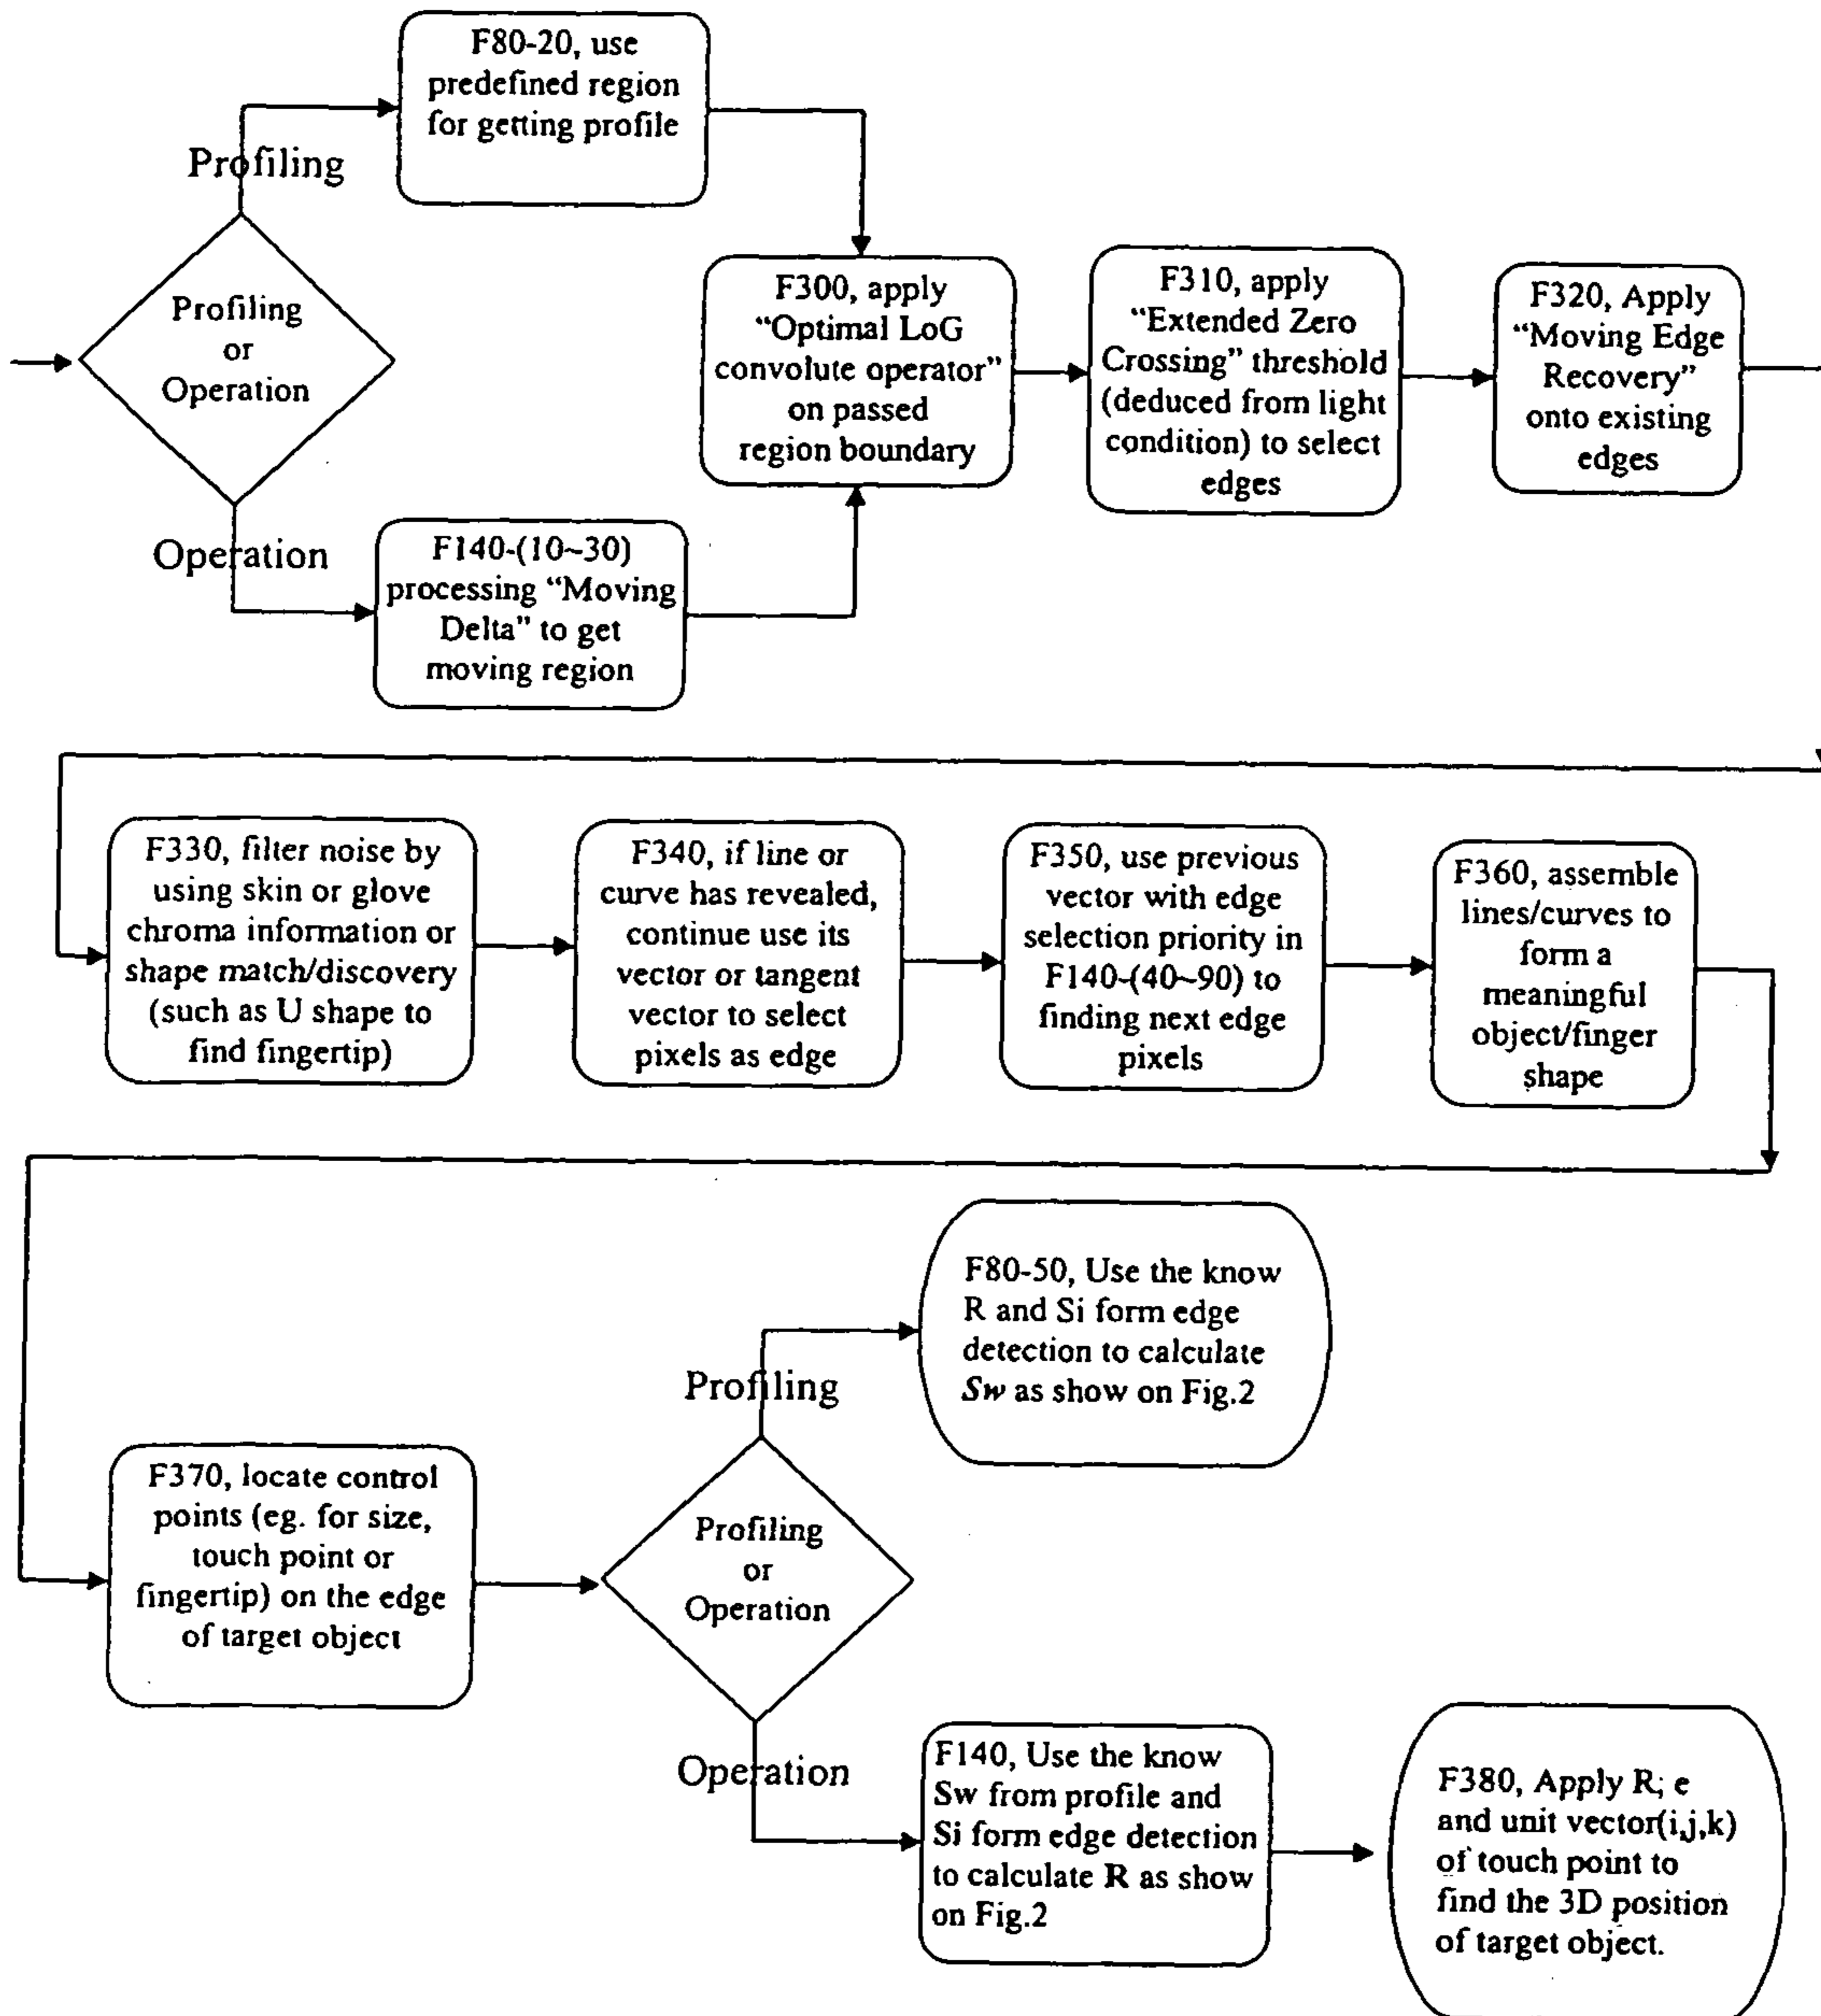 F80-20, use
predefined region
for getting profile
Profiling
Profiling
or
Operation
Operation
F140-(10~30)
processing “Moving
Delta” to get
moving region
F300, apply
“Optimal LoG
convolute operator”
on passed
region boundary
F310, apply
“Extended Zero
Crossing” threshold
(deduced from light
condition) to select
edges
F320, Apply
“Moving Edge
Recovery”
onto existing
edges
F330, filter noise by
using skin or glove
chroma information or
shape match/discovery
(such as U shape to
find fingertip)
F340, if line or
curve has revealed,
continue use its
vector or tangent
vector to select
pixels as edge
F350, use previous
vector with edge
selection priority in
F140-(40~90) to
finding next edge
pixels
F360, assemble
lines/curves to
form a
meaningful
object/finger
shape
F370, locate control
points (eg. for size,
touch point or
fingertip) on the edge
of target object
Profiling
or
Operation
Profiling
F80-50, Use the know
R and Si form edge
detection to calculate
Sw as show on Fig.2
Operation
F140, Use the know
Sw from profile and
Si form edge detection
to calculate R as show
on Fig.2
F380, Apply R; e
and unit vector(i,j,k)
of touch point to
find the 3D position
of target object.